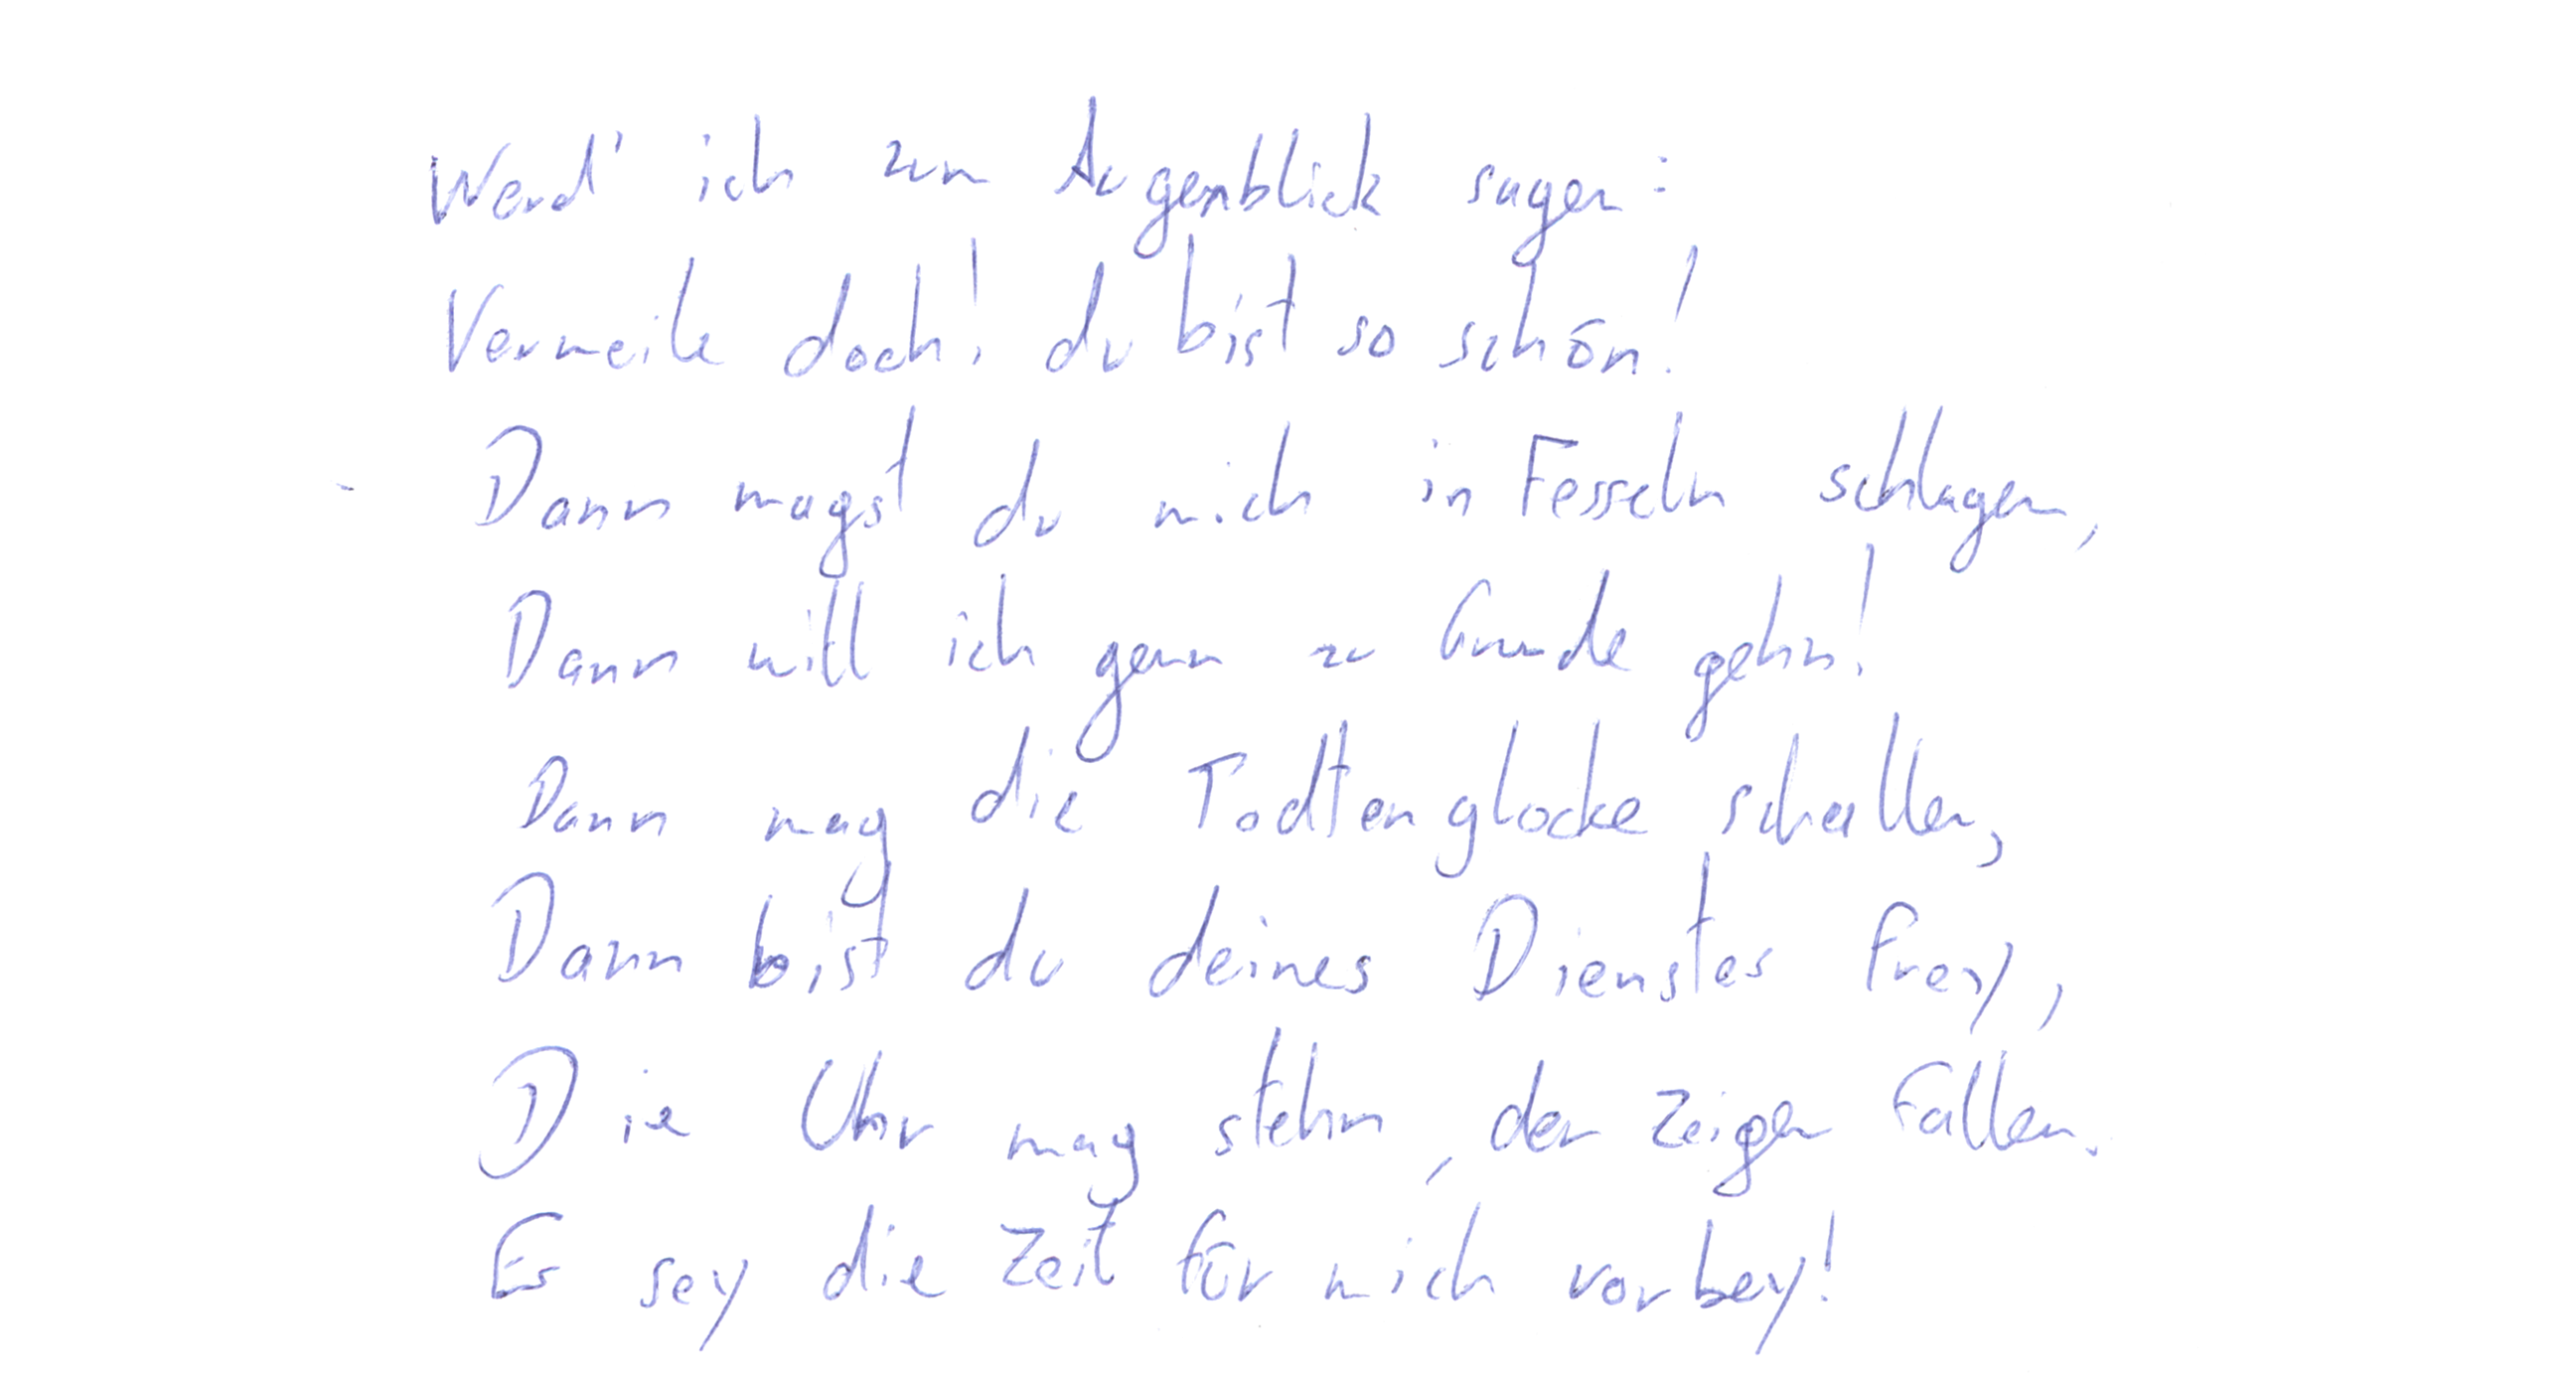 Werd' ich zum Augenblick sagen:
Verweile doch! du bist so schön!
Dann magst du mich in Fesseln schlagen,
Dann will ich gern zu Grunde gehn!
Dann mag die Todtenglocke schallen,
Dann bist du deines Dienstes frey,
Die Uhr mag stehn, der Zeiger fallen.
Es sey die Zeit für mich vorbey!